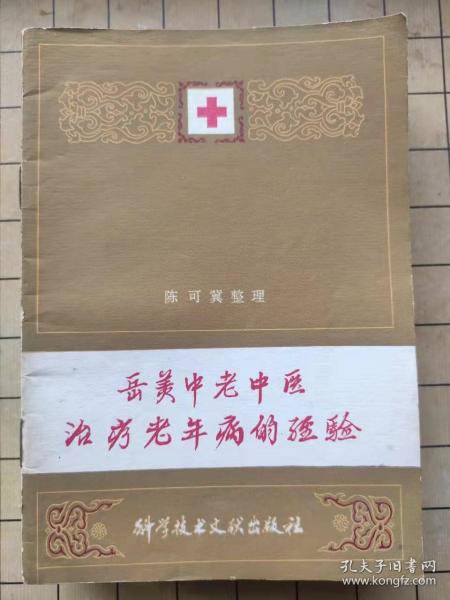 陈可冀整理
岳美中老中医
治疗老年病的经验
科学技术文献出版社
孔夫子旧书网
www.kongfz.com